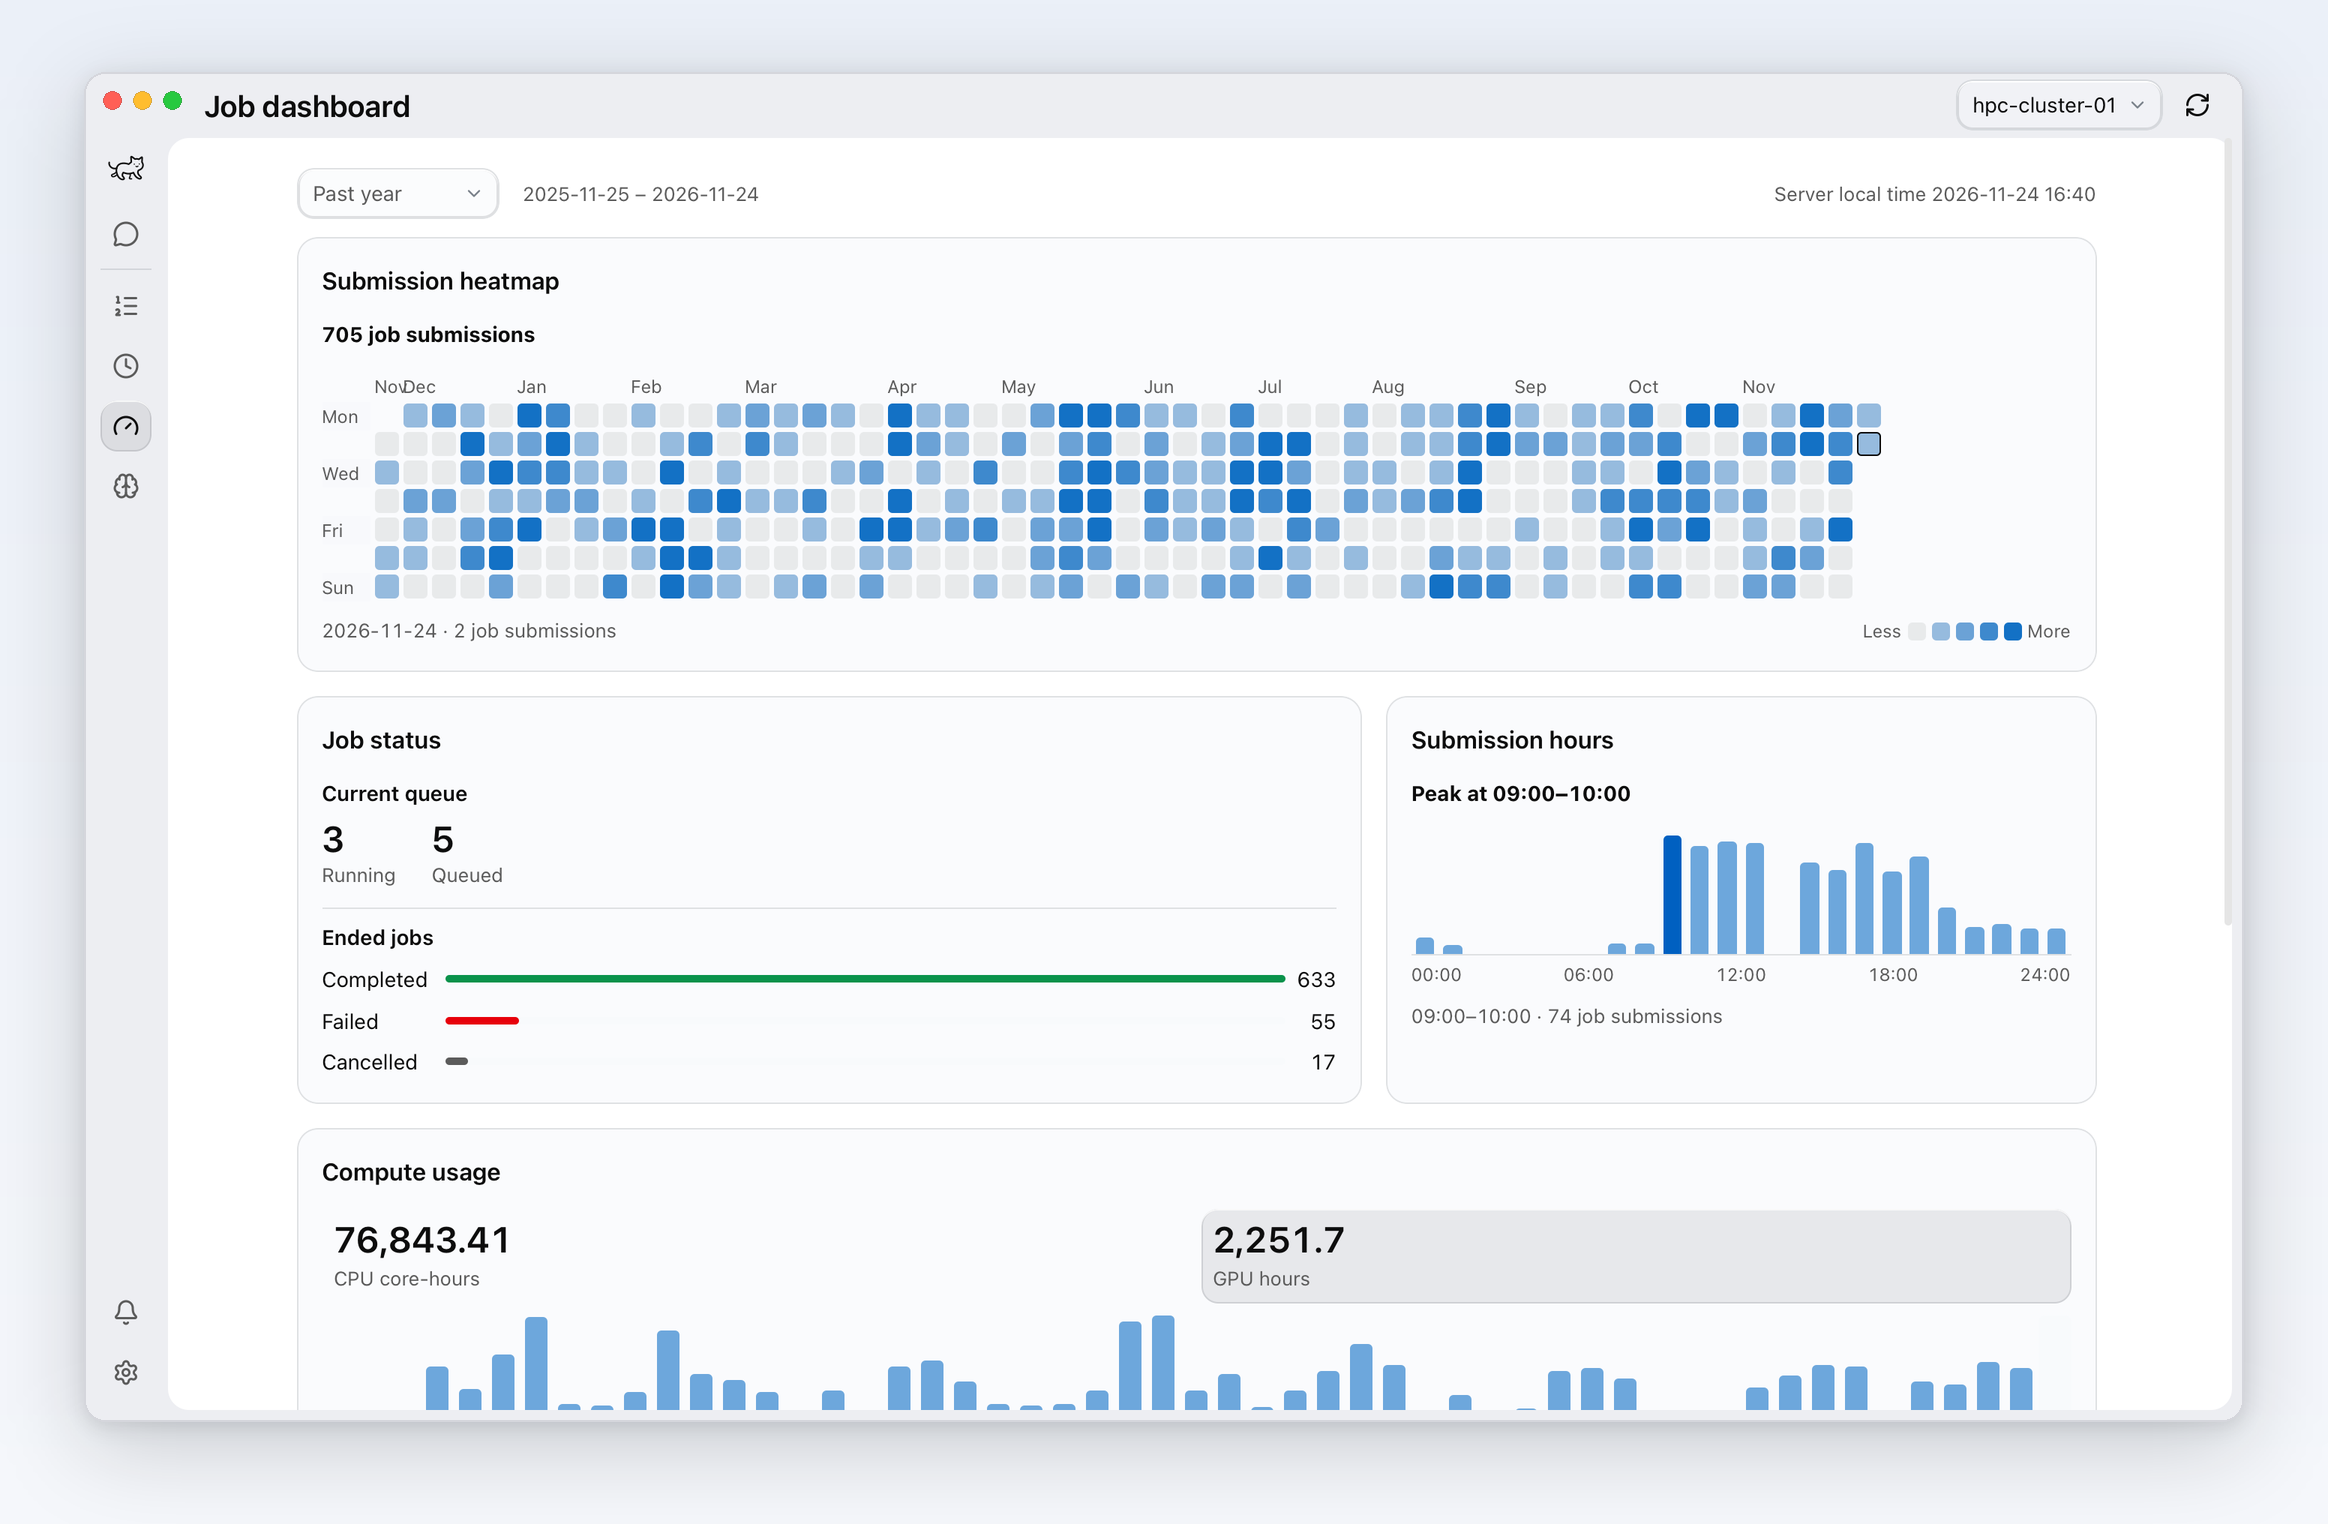 Job dashboard
hpc-cluster-01
Past year
2025-11-25 – 2026-11-24
Server local time 2026-11-24 16:40
Submission heatmap
705 job submissions
Nov Dec Jan Feb Mar Apr May Jun Jul Aug Sep Oct Nov
Mon
Wed
Fri
Sun
2026-11-24 · 2 job submissions
Less More
Job status
Current queue
3 5
Running Queued
Ended jobs
Completed 633
Failed 55
Cancelled 17
Submission hours
Peak at 09:00–10:00
00:00 06:00 12:00 18:00 24:00
09:00–10:00 · 74 job submissions
Compute usage
76,843.41
CPU core-hours
2,251.7
GPU hours